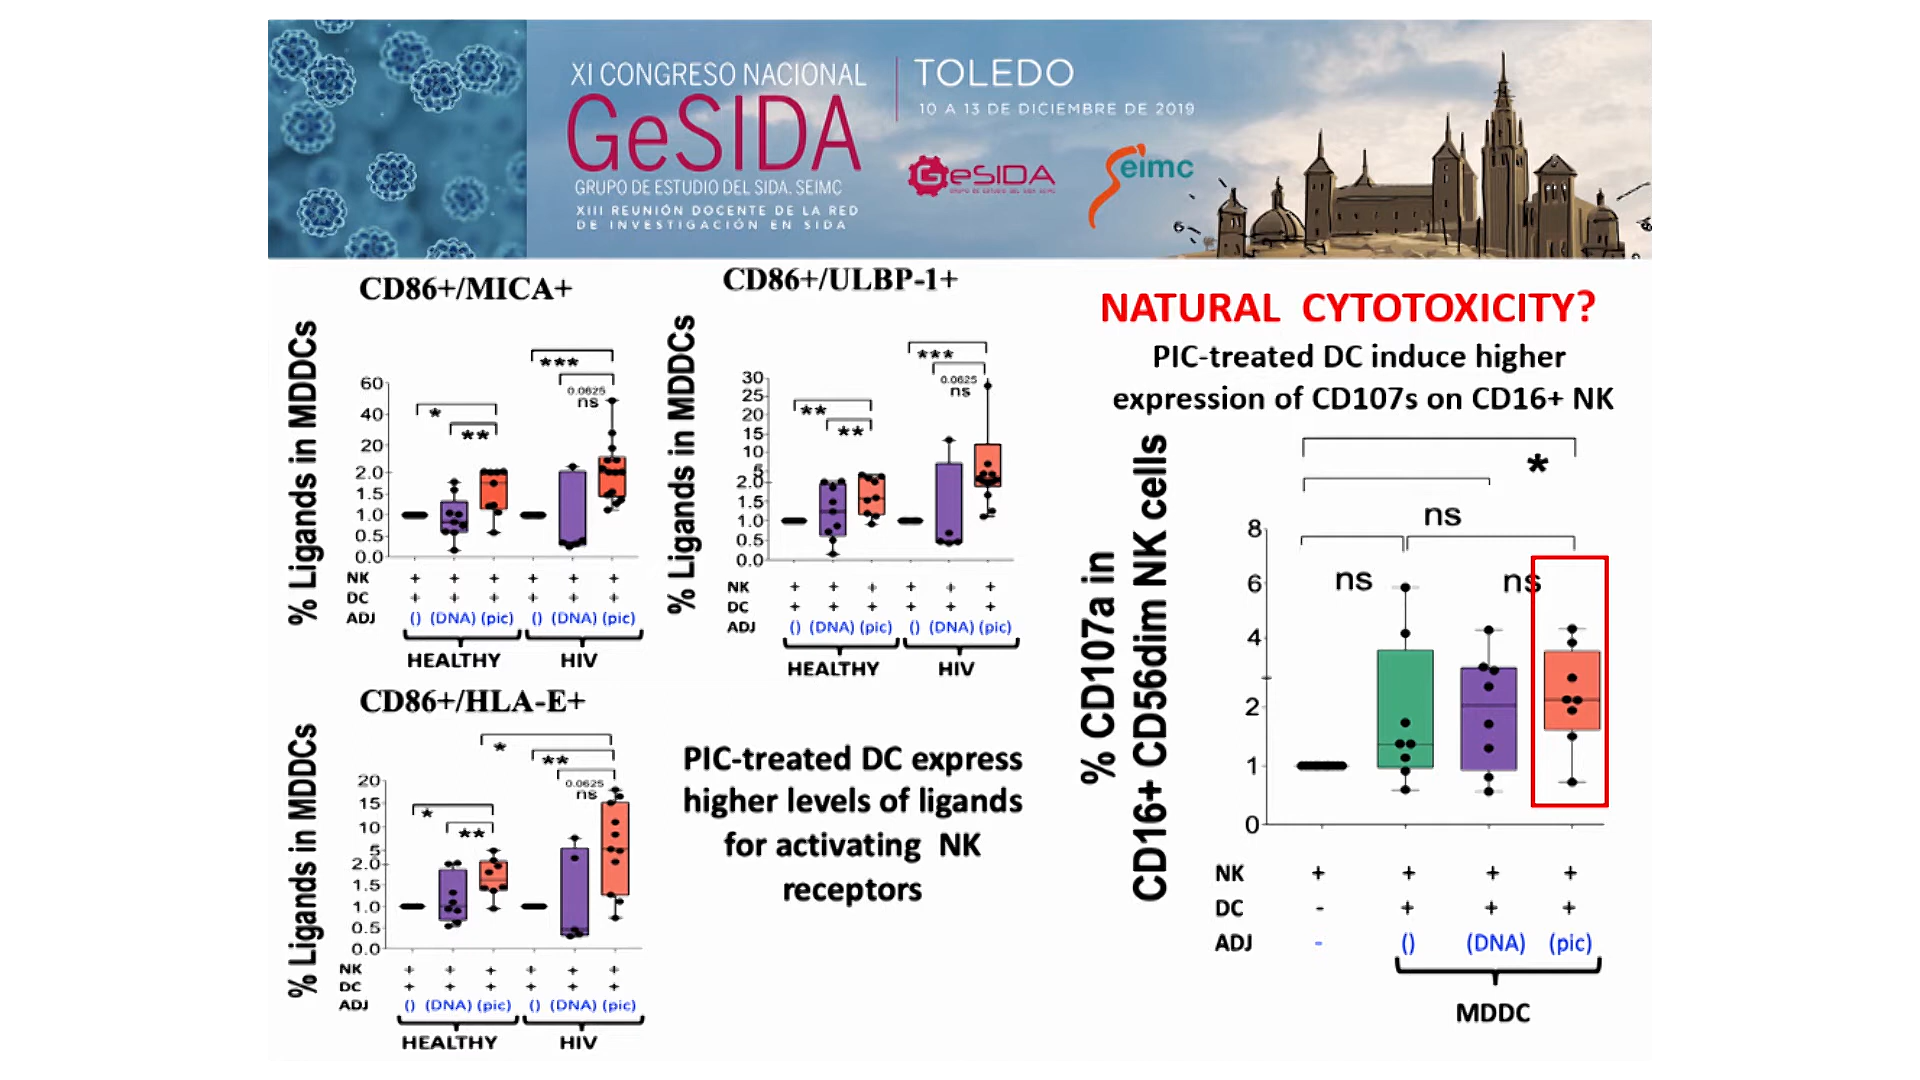 XI CONGRESO NACIONAL
GeSIDA
GRUPO DE ESTUDIO DEL SIDA. SEIMC
XIII REUNIÓN DOCENTE DE LA RED
DE INVESTIGACIÓN EN SIDA
TOLEDO
10 A 13 DE DICIEMBRE DE 2019
GeSIDA
GRUPO DE ESTUDIO DEL SIDA SEIMC
Seimc
CD86+/MICA+
% Ligands in MDDCs
60
40
20
2.0
1.5
1.0
0.5
0.0
*
**
***
0.0625
ns
NK + + + + + +
DC + + + + + +
ADJ () (DNA) (pic) () (DNA) (pic)
HEALTHY HIV
CD86+/ULBP-1+
% Ligands in MDDCs
30
25
20
15
10
5
2.0
1.5
1.0
0.5
0.0
**
**
***
0.0625
ns
NK + + + + + +
DC + + + + + +
ADJ () (DNA) (pic) () (DNA) (pic)
HEALTHY HIV
CD86+/HLA-E+
% Ligands in MDDCs
20
15
10
5
2.0
1.5
1.0
0.5
0.0
*
**
*
**
0.0625
ns
NK + + + + + +
DC + + + + + +
ADJ () (DNA) (pic) () (DNA) (pic)
HEALTHY HIV
PIC-treated DC express
higher levels of ligands
for activating NK
receptors
NATURAL CYTOTOXICITY?
PIC-treated DC induce higher
expression of CD107s on CD16+ NK
% CD107a in
CD16+ CD56dim NK cells
8
6
4
2
1
0
*
ns
ns
ns
NK + + + +
DC - + + +
ADJ - () (DNA) (pic)
MDDC